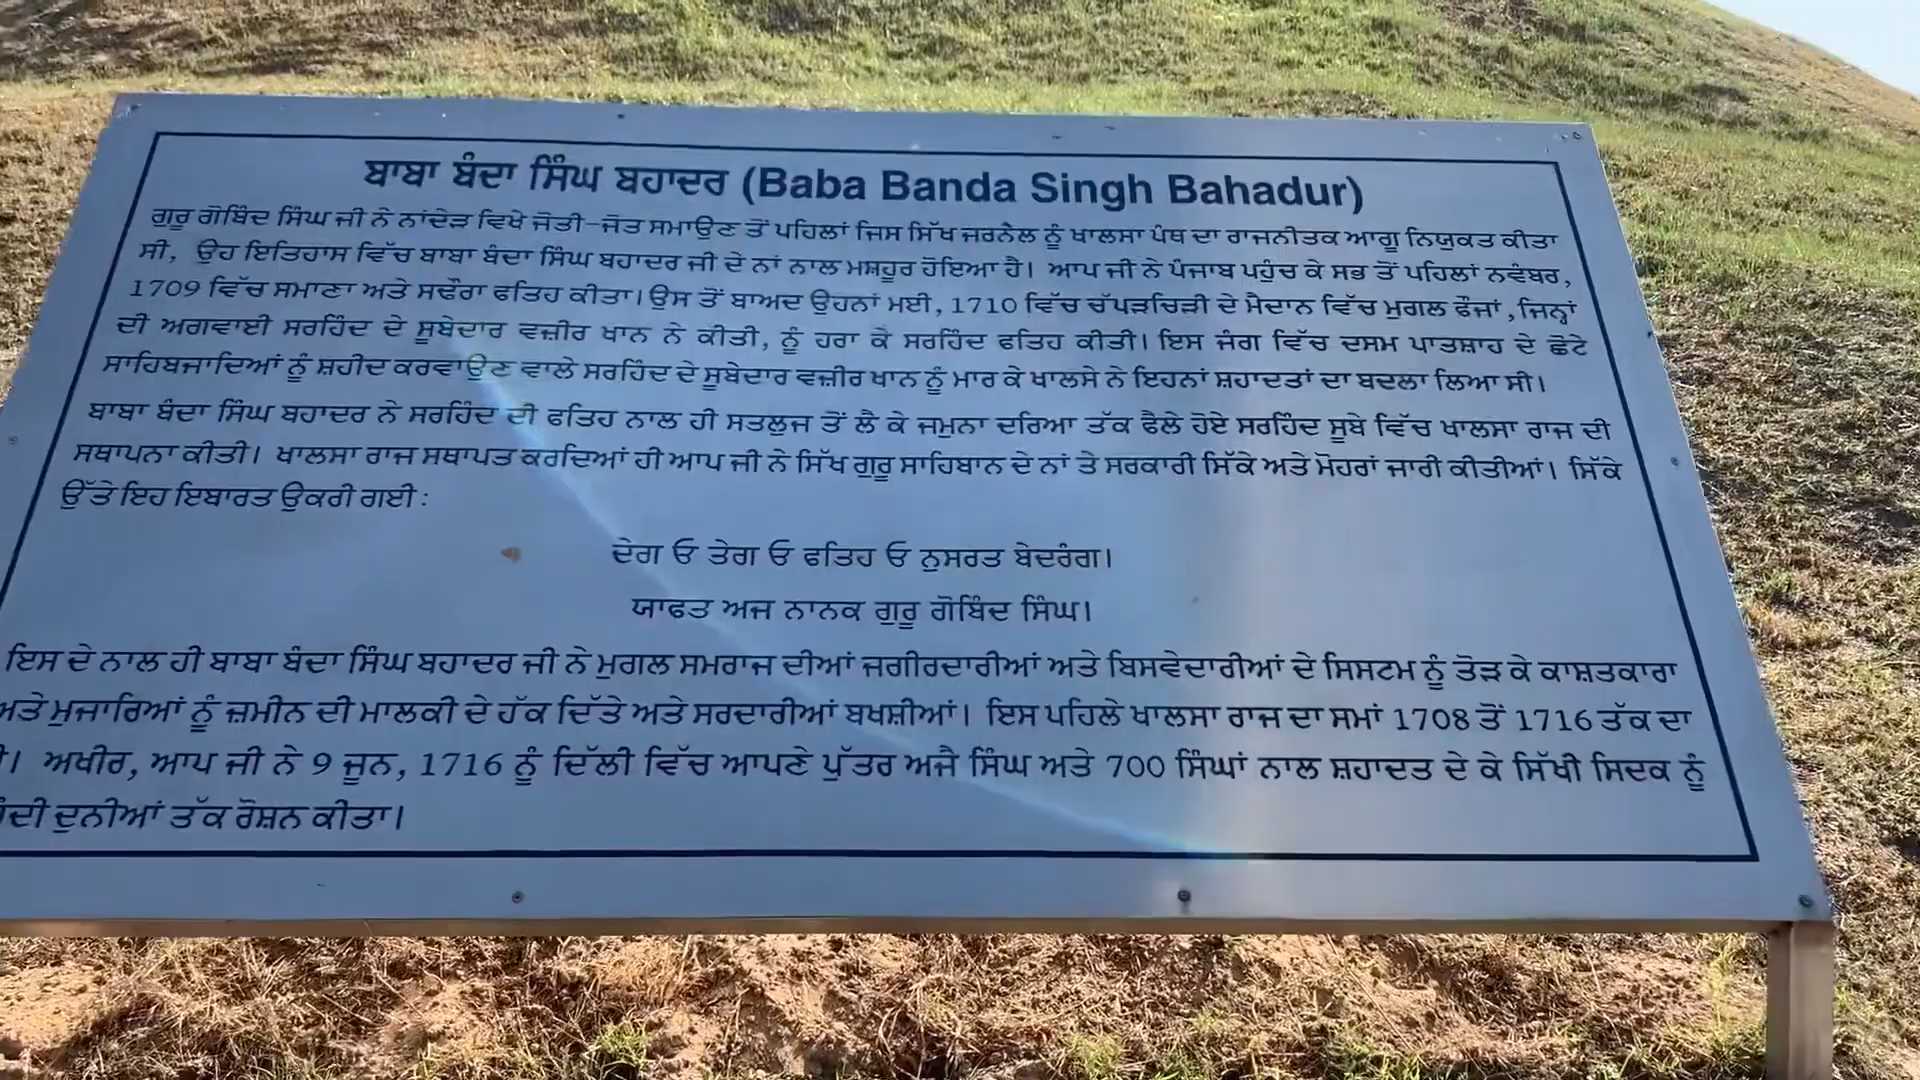 ਬਾਬਾ ਬੰਦਾ ਸਿੰਘ ਬਹਾਦਰ (Baba Banda Singh Bahadur)
ਗੁਰੂ ਗੋਬਿੰਦ ਸਿੰਘ ਜੀ ਨੇ ਨਾਂਦੇੜ ਵਿਖੇ ਜੋਤੀ-ਜੋਤ ਸਮਾਉਣ ਤੋਂ ਪਹਿਲਾਂ ਜਿਸ ਸਿੱਖ ਜਰਨੈਲ ਨੂੰ ਖਾਲਸਾ ਪੰਥ ਦਾ ਰਾਜਨੀਤਕ ਆਗੂ ਨਿਯੁਕਤ ਕੀਤਾ
ਸੀ, ਉਹ ਇਤਿਹਾਸ ਵਿੱਚ ਬਾਬਾ ਬੰਦਾ ਸਿੰਘ ਬਹਾਦਰ ਜੀ ਦੇ ਨਾਂ ਨਾਲ ਮਸ਼ਹੂਰ ਹੋਇਆ ਹੈ। ਆਪ ਜੀ ਨੇ ਪੰਜਾਬ ਪਹੁੰਚ ਕੇ ਸਭ ਤੋਂ ਪਹਿਲਾਂ ਨਵੰਬਰ,
1709 ਵਿੱਚ ਸਮਾਣਾ ਅਤੇ ਸਢੌਰਾ ਫਤਿਹ ਕੀਤਾ। ਉਸ ਤੋਂ ਬਾਅਦ ਉਹਨਾਂ ਮਈ, 1710 ਵਿੱਚ ਚੱਪੜਚਿੜੀ ਦੇ ਮੈਦਾਨ ਵਿੱਚ ਮੁਗਲ ਫੌਜਾਂ, ਜਿਨ੍ਹਾਂ
ਦੀ ਅਗਵਾਈ ਸਰਹਿੰਦ ਦੇ ਸੂਬੇਦਾਰ ਵਜ਼ੀਰ ਖਾਨ ਨੇ ਕੀਤੀ, ਨੂੰ ਹਰਾ ਕੇ ਸਰਹਿੰਦ ਫਤਿਹ ਕੀਤੀ। ਇਸ ਜੰਗ ਵਿੱਚ ਦਸਮ ਪਾਤਸ਼ਾਹ ਦੇ ਛੋਟੇ
ਸਾਹਿਬਜਾਦਿਆਂ ਨੂੰ ਸ਼ਹੀਦ ਕਰਵਾਉਣ ਵਾਲੇ ਸਰਹਿੰਦ ਦੇ ਸੂਬੇਦਾਰ ਵਜ਼ੀਰ ਖਾਨ ਨੂੰ ਮਾਰ ਕੇ ਖਾਲਸੇ ਨੇ ਇਹਨਾਂ ਸ਼ਹਾਦਤਾਂ ਦਾ ਬਦਲਾ ਲਿਆ ਸੀ।
ਬਾਬਾ ਬੰਦਾ ਸਿੰਘ ਬਹਾਦਰ ਨੇ ਸਰਹਿੰਦ ਦੀ ਫਤਿਹ ਨਾਲ ਹੀ ਸਤਲੁਜ ਤੋਂ ਲੈ ਕੇ ਜਮੁਨਾ ਦਰਿਆ ਤੱਕ ਫੈਲੇ ਹੋਏ ਸਰਹਿੰਦ ਸੂਬੇ ਵਿੱਚ ਖਾਲਸਾ ਰਾਜ ਦੀ
ਸਥਾਪਨਾ ਕੀਤੀ। ਖਾਲਸਾ ਰਾਜ ਸਥਾਪਤ ਕਰਦਿਆਂ ਹੀ ਆਪ ਜੀ ਨੇ ਸਿੱਖ ਗੁਰੂ ਸਾਹਿਬਾਨ ਦੇ ਨਾਂ ਤੇ ਸਰਕਾਰੀ ਸਿੱਕੇ ਅਤੇ ਮੋਹਰਾਂ ਜਾਰੀ ਕੀਤੀਆਂ। ਸਿੱਕੇ
ਉੱਤੇ ਇਹ ਇਬਾਰਤ ਉਕਰੀ ਗਈ :
ਦੇਗ ਓ ਤੇਗ ਓ ਫਤਿਹ ਓ ਨੁਸਰਤ ਬੇਦਰੰਗ।
ਯਾਫਤ ਅਜ ਨਾਨਕ ਗੁਰੂ ਗੋਬਿੰਦ ਸਿੰਘ।
ਇਸ ਦੇ ਨਾਲ ਹੀ ਬਾਬਾ ਬੰਦਾ ਸਿੰਘ ਬਹਾਦਰ ਜੀ ਨੇ ਮੁਗਲ ਸਮਰਾਜ ਦੀਆਂ ਜਗੀਰਦਾਰੀਆਂ ਅਤੇ ਬਿਸਵੇਦਾਰੀਆਂ ਦੇ ਸਿਸਟਮ ਨੂੰ ਤੋੜ ਕੇ ਕਾਸ਼ਤਕਾਰਾ
ਅਤੇ ਮੁਜਾਰਿਆਂ ਨੂੰ ਜ਼ਮੀਨ ਦੀ ਮਾਲਕੀ ਦੇ ਹੱਕ ਦਿੱਤੇ ਅਤੇ ਸਰਦਾਰੀਆਂ ਬਖਸ਼ੀਆਂ। ਇਸ ਪਹਿਲੇ ਖਾਲਸਾ ਰਾਜ ਦਾ ਸਮਾਂ 1708 ਤੋਂ 1716 ਤੱਕ ਦਾ
ਅਖੀਰ, ਆਪ ਜੀ ਨੇ 9 ਜੂਨ, 1716 ਨੂੰ ਦਿੱਲੀ ਵਿੱਚ ਆਪਣੇ ਪੁੱਤਰ ਅਜੈ ਸਿੰਘ ਅਤੇ 700 ਸਿੰਘਾਂ ਨਾਲ ਸ਼ਹਾਦਤ ਦੇ ਕੇ ਸਿੱਖੀ ਸਿਦਕ ਨੂੰ
ਦੁਨੀਆਂ ਤੱਕ ਰੋਸ਼ਨ ਕੀਤਾ।